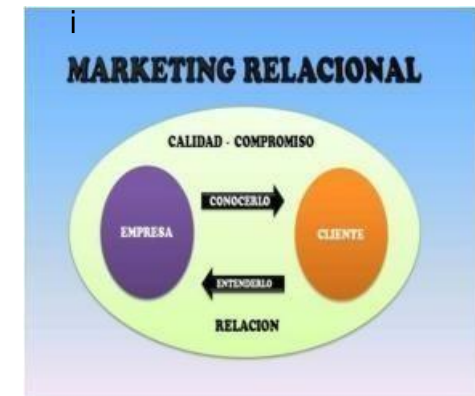 i
MARKETING RELACIONAL
CALIDAD - COMPROMISO
CONOCERLO
EMPRESA
CLIENTE
ENTENDERLO
RELACION